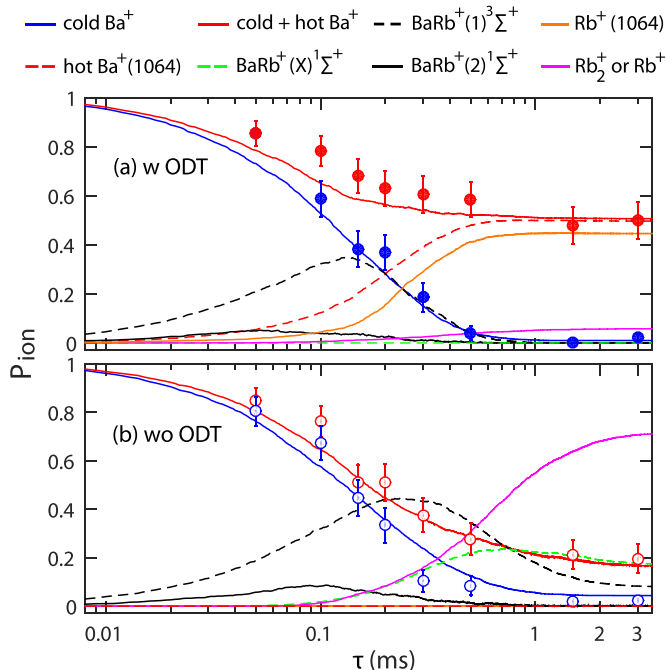 cold Ba⁺ cold + hot Ba⁺ BaRb⁺(1)³Σ⁺ Rb⁺(1064)
hot Ba⁺(1064) BaRb⁺(X)¹Σ⁺ BaRb⁺(2)¹Σ⁺ Rb₂⁺ or Rb⁺
1
0.8
0.6
0.4
0.2
0
(a) w ODT
P_ion
1
0.8
0.6
0.4
0.2
0
(b) wo ODT
0.01 0.1 1 2 3
τ (ms)